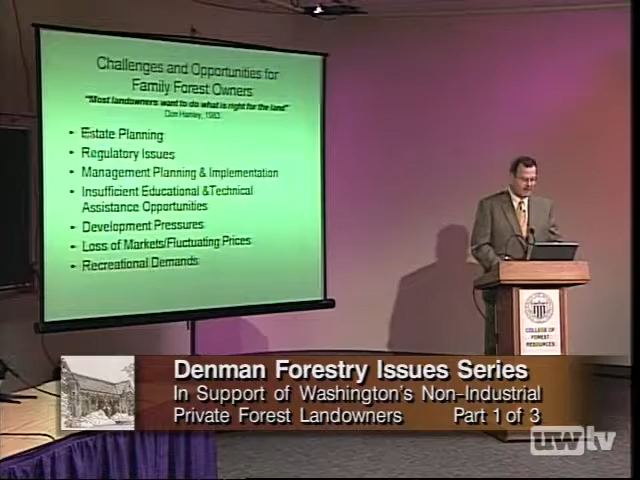 Challenges and Opportunities for
Family Forest Owners
"Most landowners want to do what is right for the land"
Don Hanley, 1983
• Estate Planning
• Regulatory Issues
• Management Planning & Implementation
• Insufficient Educational &Technical
Assistance Opportunities
• Development Pressures
• Loss of Markets/Fluctuating Prices
• Recreational Demands
COLLEGE OF
FOREST
RESOURCES
Denman Forestry Issues Series
In Support of Washington's Non-Industrial
Private Forest Landowners Part 1 of 3
uwtv